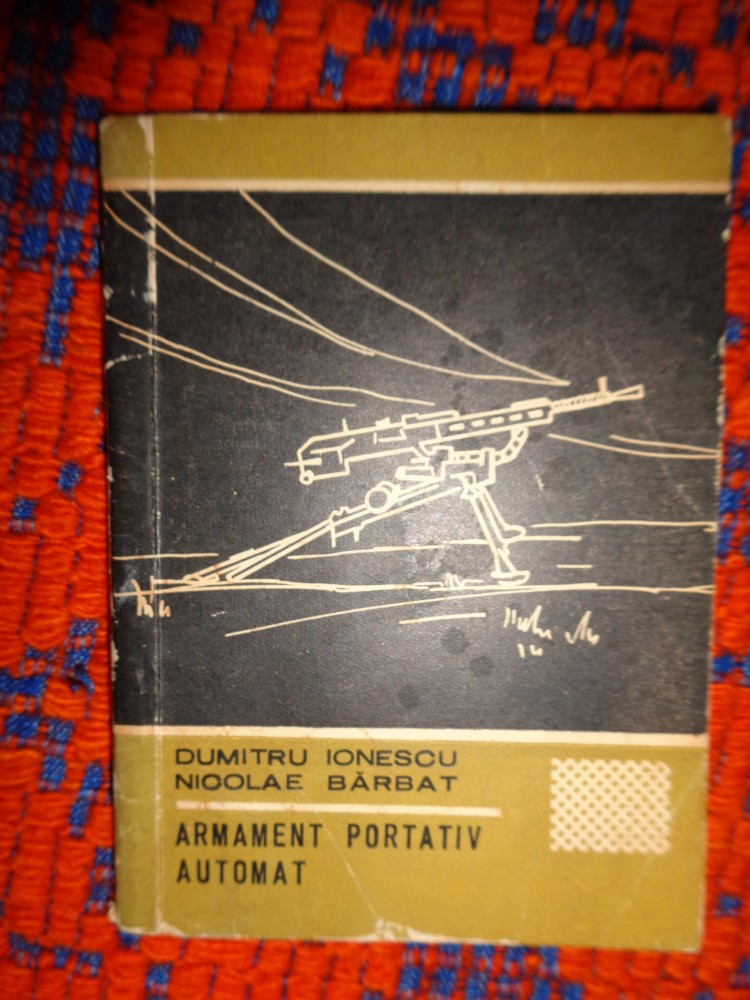 DUMITRU IONESCU
NICOLAE BĂRBAT
ARMAMENT PORTATIV
AUTOMAT